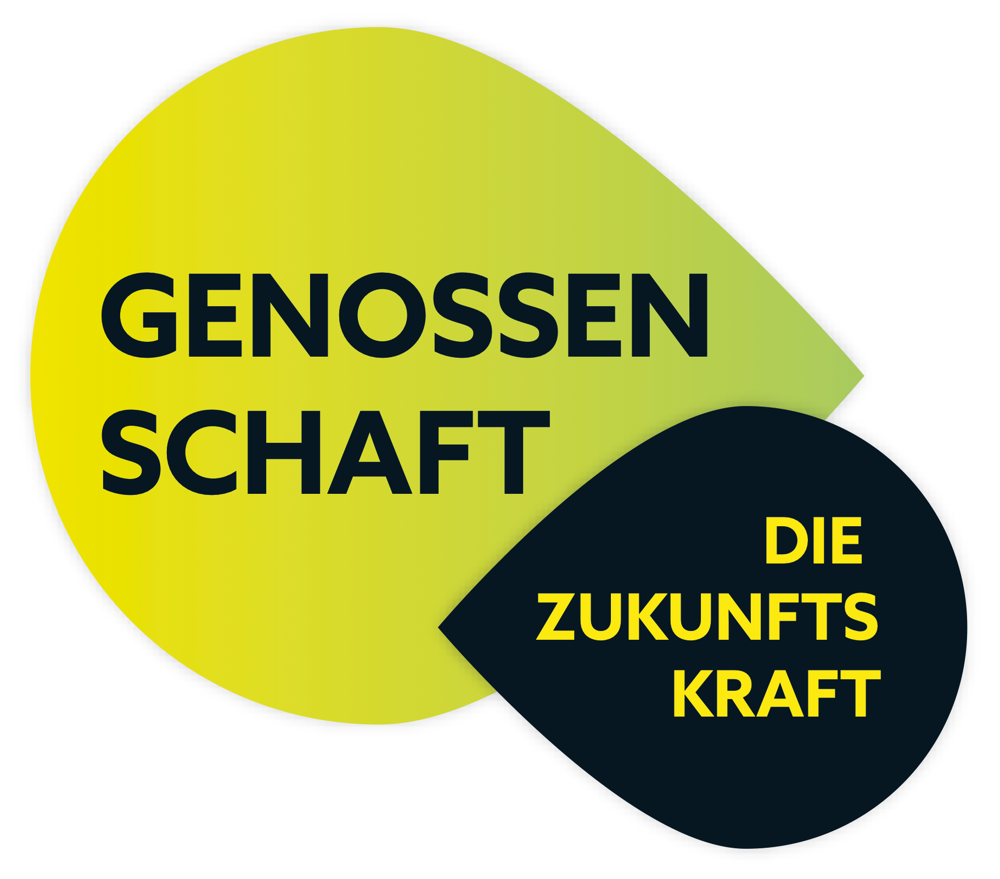 GENOSSEN
SCHAFT
DIE
ZUKUNFTS
KRAFT